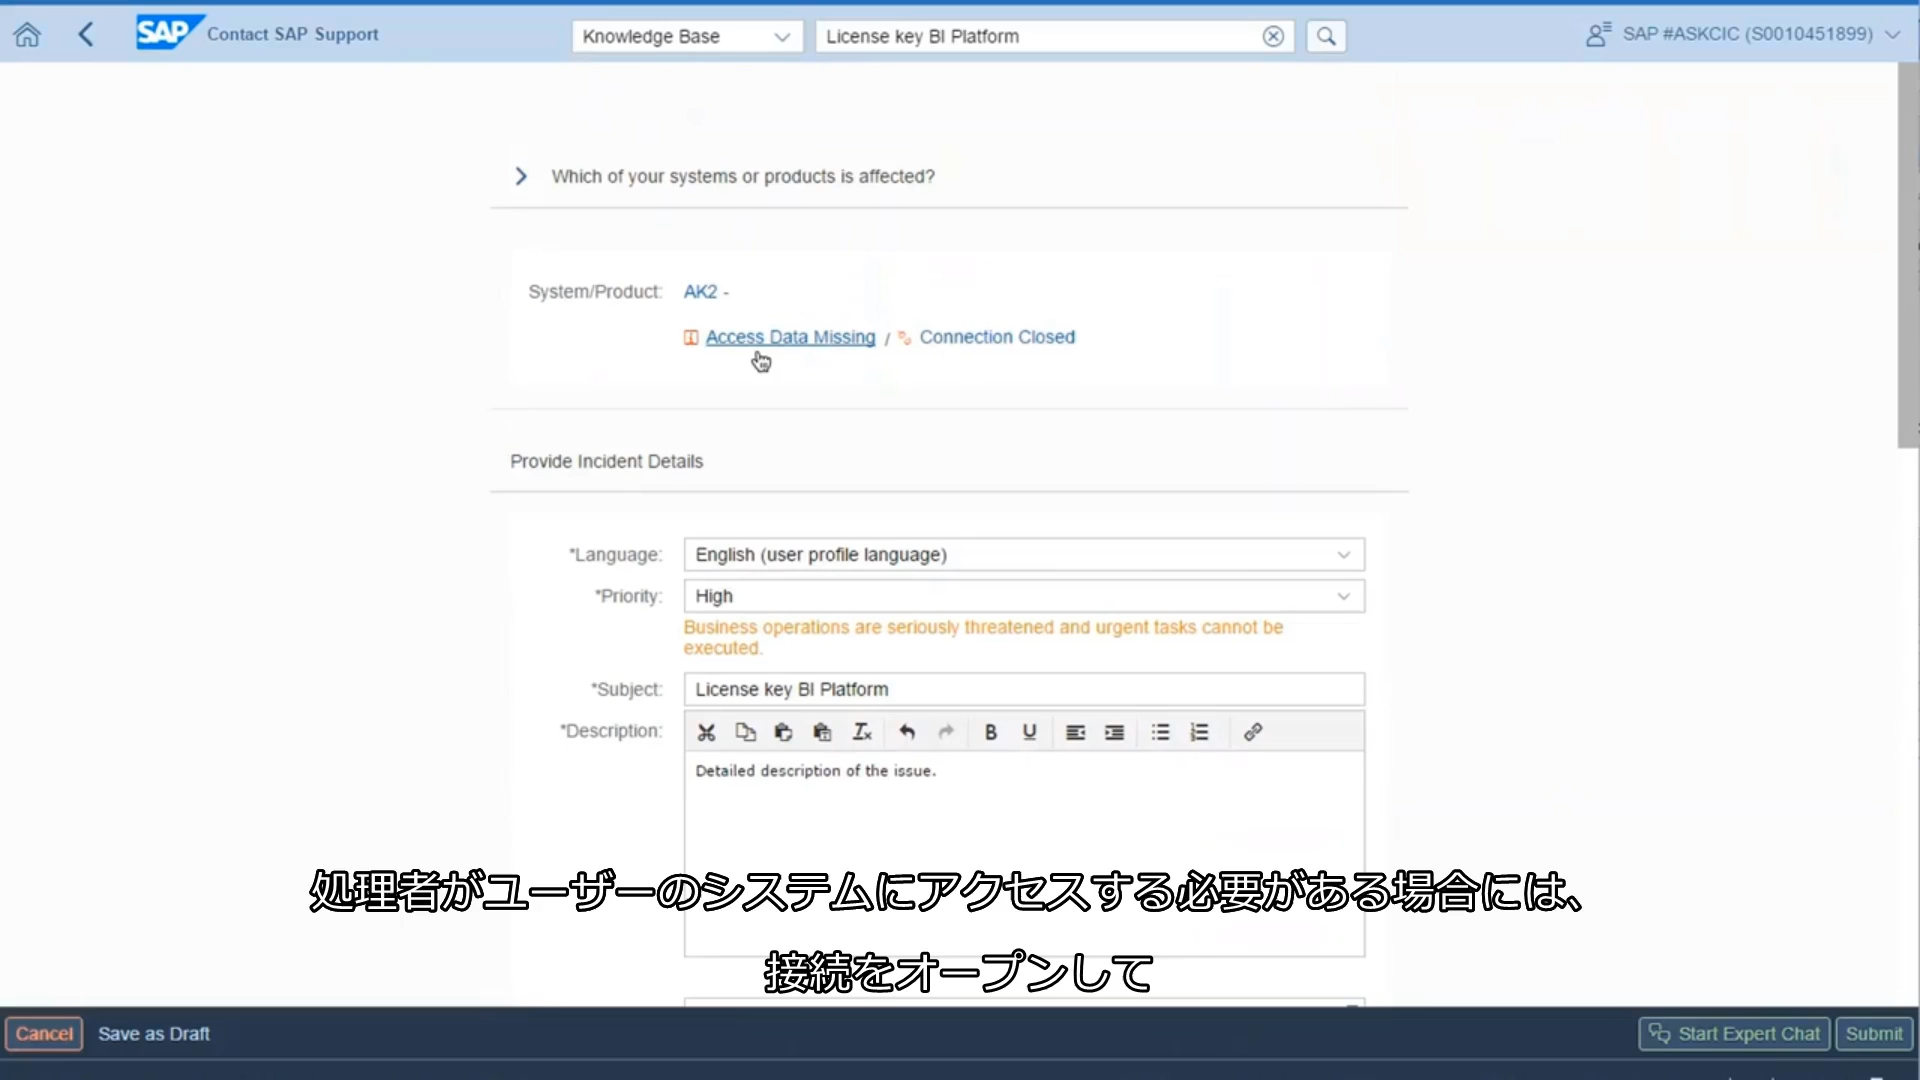 SAP Contact SAP Support Knowledge Base License key BI Platform SAP #ASKCIC (S0010451899)
Which of your systems or products is affected?
System/Product: AK2 -
Access Data Missing / Connection Closed
Provide Incident Details
*Language: English (user profile language)
*Priority: High
Business operations are seriously threatened and urgent tasks cannot be
executed.
*Subject: License key BI Platform
*Description:
Detailed description of the issue.
処理者がユーザーのシステムにアクセスする必要がある場合には、
接続をオープンして
Cancel Save as Draft Start Expert Chat Submit